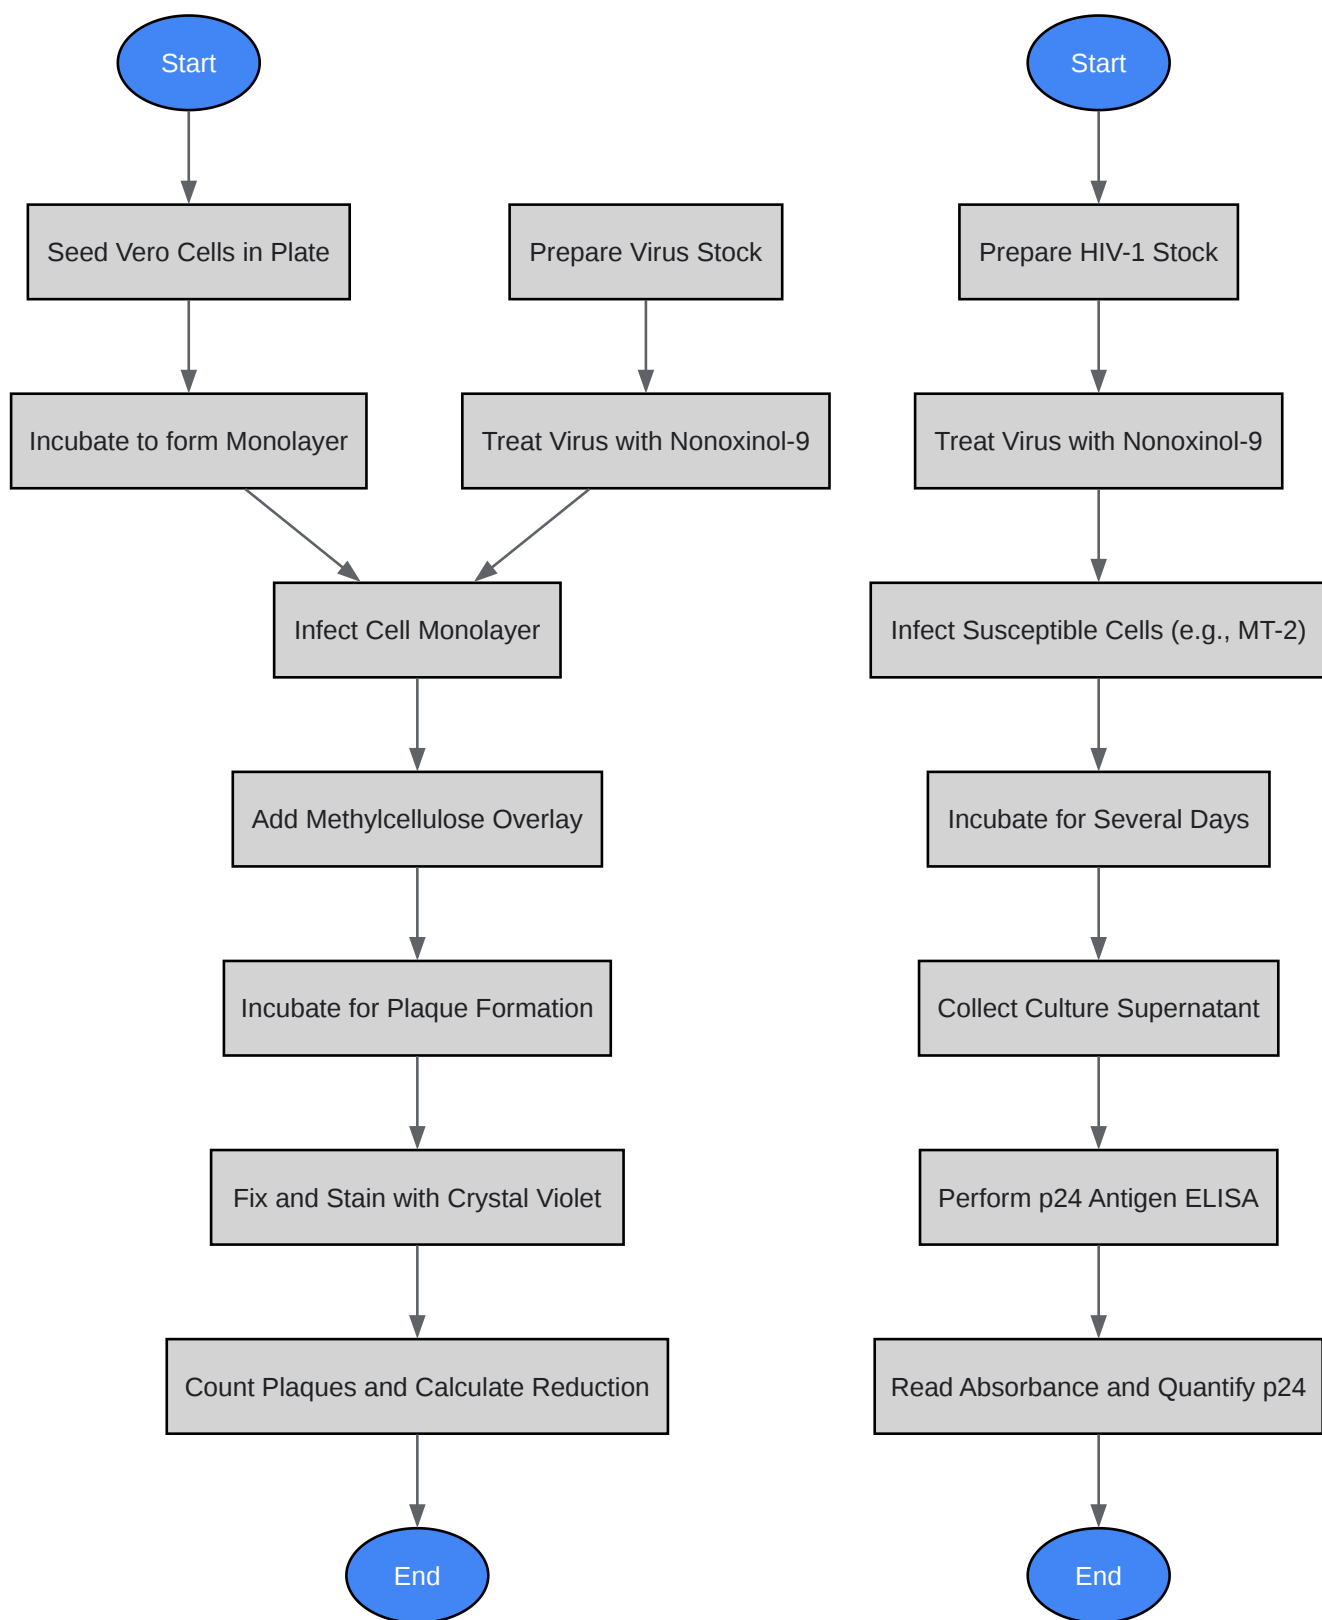 Start
Seed Vero Cells in Plate
Prepare Virus Stock
Incubate to form Monolayer
Treat Virus with Nonoxinol-9
Infect Cell Monolayer
Add Methylcellulose Overlay
Incubate for Plaque Formation
Fix and Stain with Crystal Violet
Count Plaques and Calculate Reduction
End
Start
Prepare HIV-1 Stock
Treat Virus with Nonoxinol-9
Infect Susceptible Cells (e.g., MT-2)
Incubate for Several Days
Collect Culture Supernatant
Perform p24 Antigen ELISA
Read Absorbance and Quantify p24
End